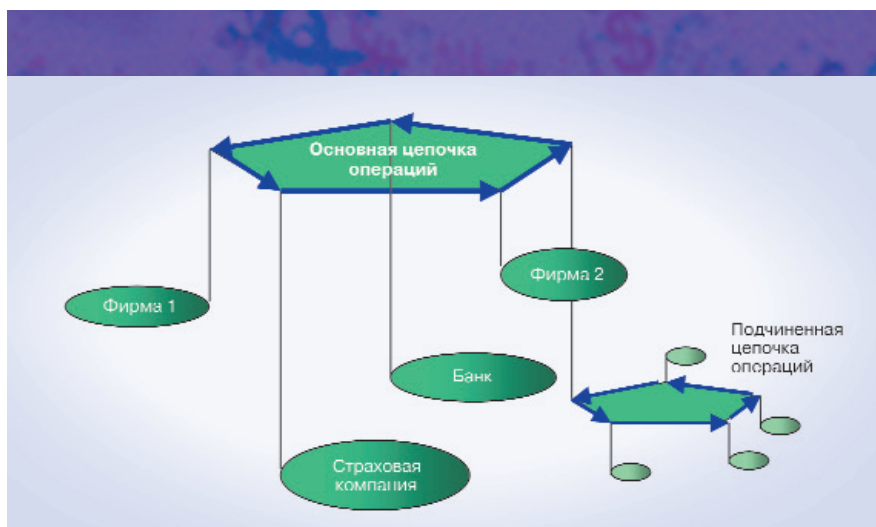 Основная цепочка
операций
Фирма 1
Фирма 2
Подчиненная
цепочка
операций
Банк
Страховая
компания